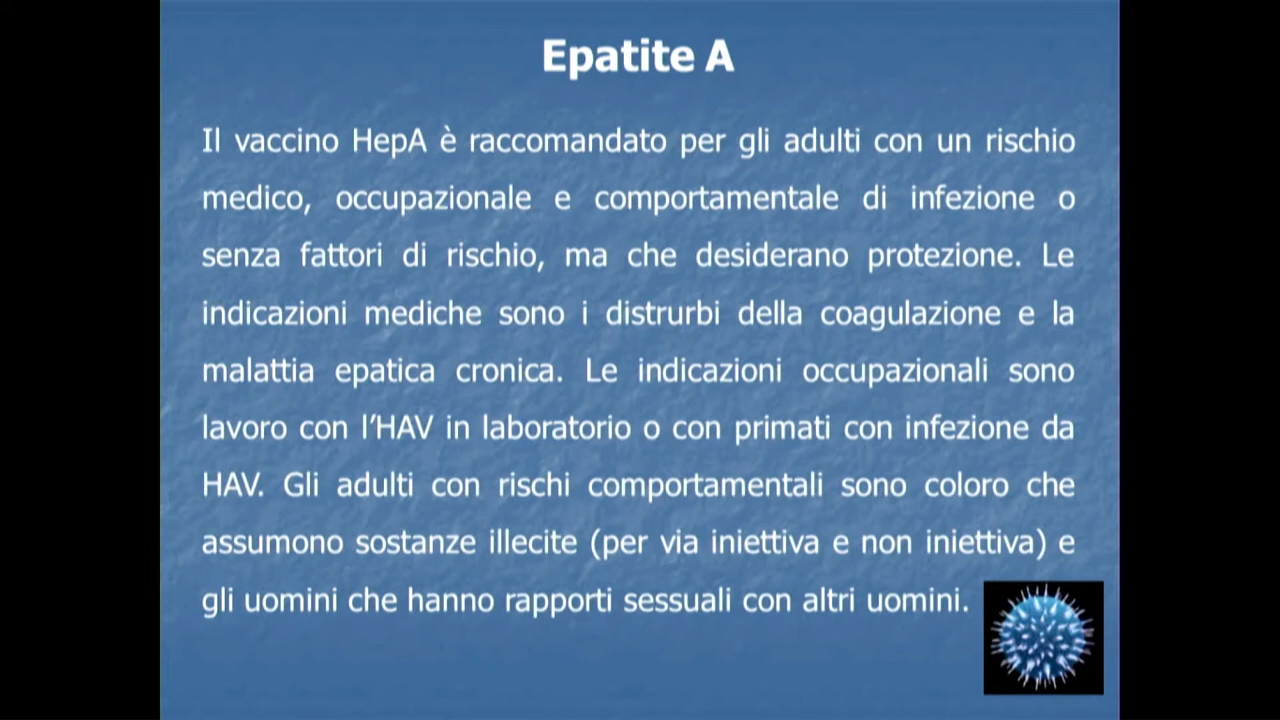 Epatite A
Il vaccino HepA è raccomandato per gli adulti con un rischio
medico, occupazionale e comportamentale di infezione o
senza fattori di rischio, ma che desiderano protezione. Le
indicazioni mediche sono i distrurbi della coagulazione e la
malattia epatica cronica. Le indicazioni occupazionali sono
lavoro con l’HAV in laboratorio o con primati con infezione da
HAV. Gli adulti con rischi comportamentali sono coloro che
assumono sostanze illecite (per via iniettiva e non iniettiva) e
gli uomini che hanno rapporti sessuali con altri uomini.